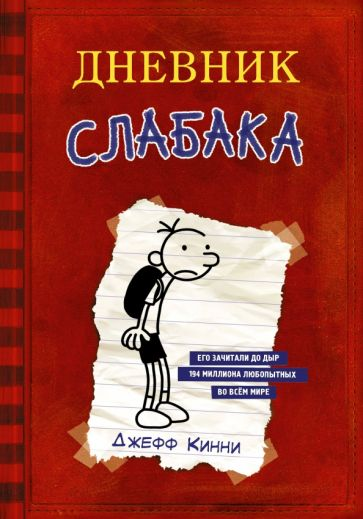 ДНЕВНИК
СЛАБАКА
ЕГО ЗАЧИТАЛИ ДО ДЫР
194 МИЛЛИОНА ЛЮБОПЫТНЫХ
ВО ВСЁМ МИРЕ
Джефф Кинни